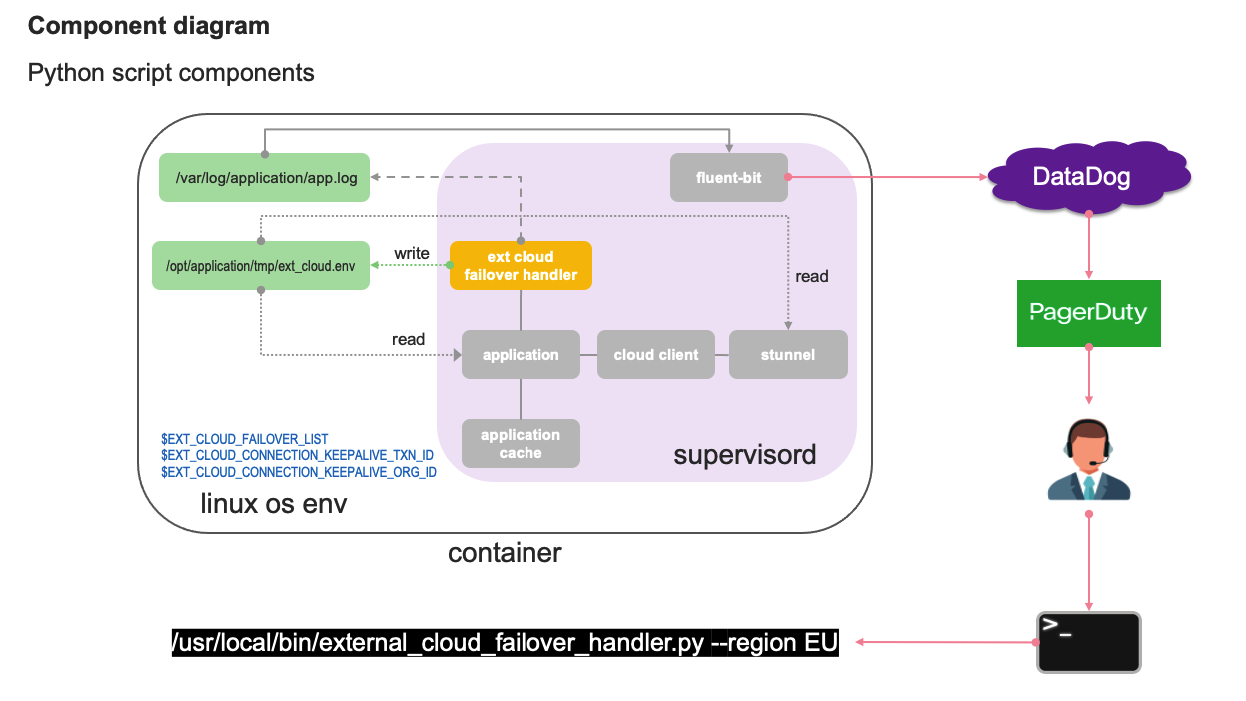 Component diagram
Python script components
/var/log/application/app.log
fluent-bit
DataDog
/opt/application/tmp/ext_cloud.env
write
ext cloud
failover handler
read
PagerDuty
read
application
cloud client
stunnel
application
cache
$EXT_CLOUD_FAILOVER_LIST
$EXT_CLOUD_CONNECTION_KEEPALIVE_TXN_ID
$EXT_CLOUD_CONNECTION_KEEPALIVE_ORG_ID
supervisord
linux os env
container
>_
/usr/local/bin/external_cloud_failover_handler.py --region EU